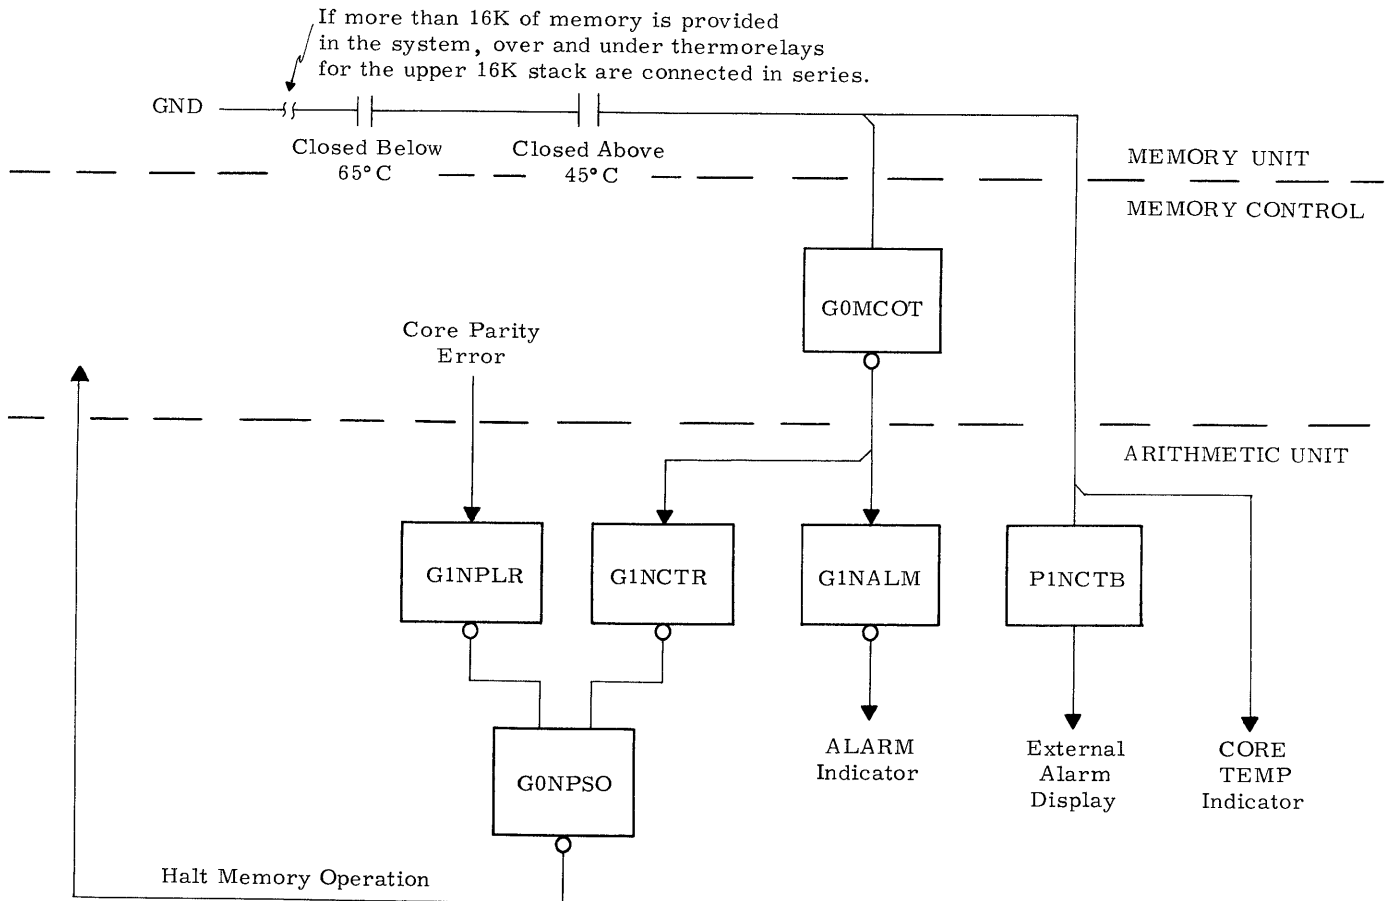 If more than 16K of memory is provided
in the system, over and under thermorelays
for the upper 16K stack are connected in series.
GND
Closed Below
65°C
Closed Above
45°C
MEMORY UNIT
MEMORY CONTROL
G0MCOT
Core Parity
Error
ARITHMETIC UNIT
G1NPLR
G1NCTR
G1NALM
P1NCTB
G0NPSO
ALARM
Indicator
External
Alarm
Display
CORE
TEMP
Indicator
Halt Memory Operation